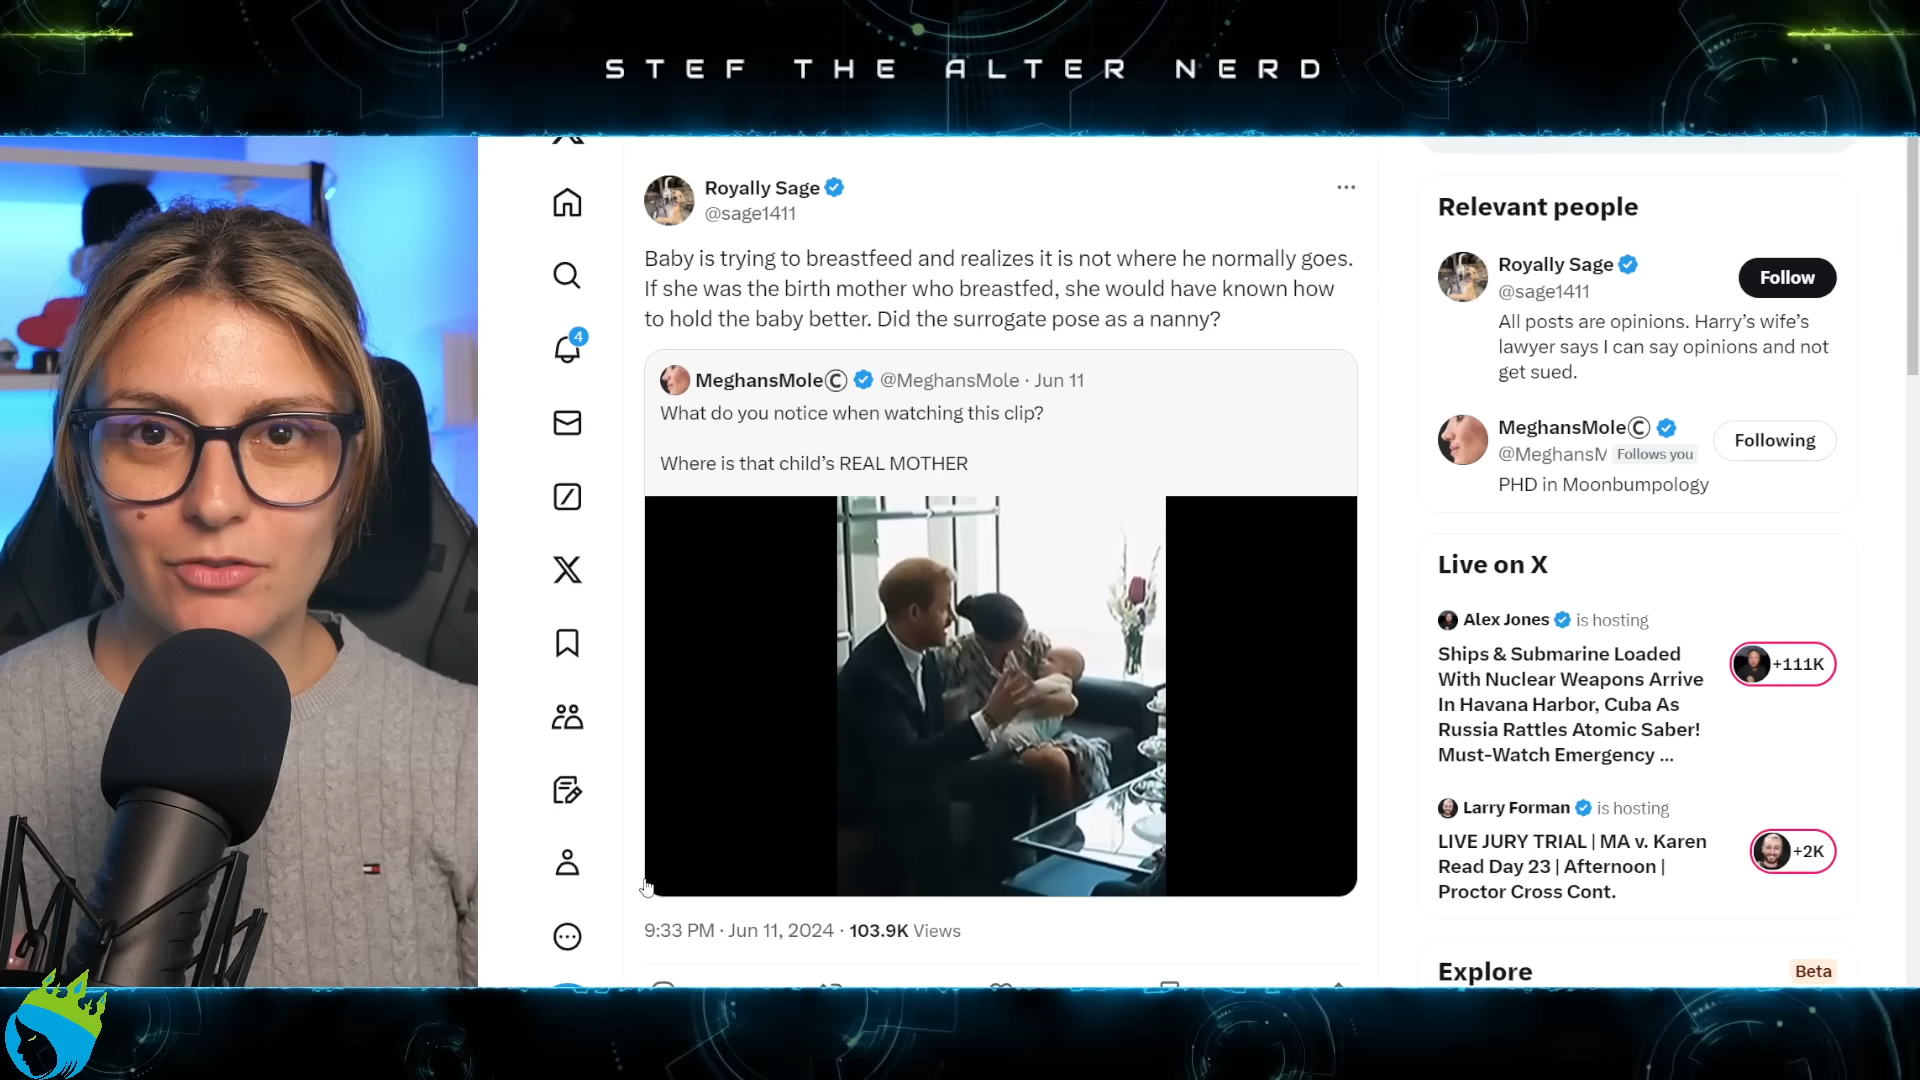 STEF THE ALTER NERD
Royally Sage
@sage1411
Baby is trying to breastfeed and realizes it is not where he normally goes.
If she was the birth mother who breastfed, she would have known how
to hold the baby better. Did the surrogate pose as a nanny?
MeghansMole© @MeghansMole · Jun 11
What do you notice when watching this clip?
Where is that child’s REAL MOTHER
9:33 PM · Jun 11, 2024 · 103.9K Views
4
Relevant people
Royally Sage
@sage1411
Follow
All posts are opinions. Harry’s wife’s
lawyer says I can say opinions and not
get sued.
MeghansMole©
@MeghansM Follows you
Following
PHD in Moonbumpology
Live on X
Alex Jones is hosting
Ships & Submarine Loaded
With Nuclear Weapons Arrive
In Havana Harbor, Cuba As
Russia Rattles Atomic Saber!
Must-Watch Emergency ...
+111K
Larry Forman is hosting
LIVE JURY TRIAL | MA v. Karen
Read Day 23 | Afternoon |
Proctor Cross Cont.
+2K
Explore
Beta